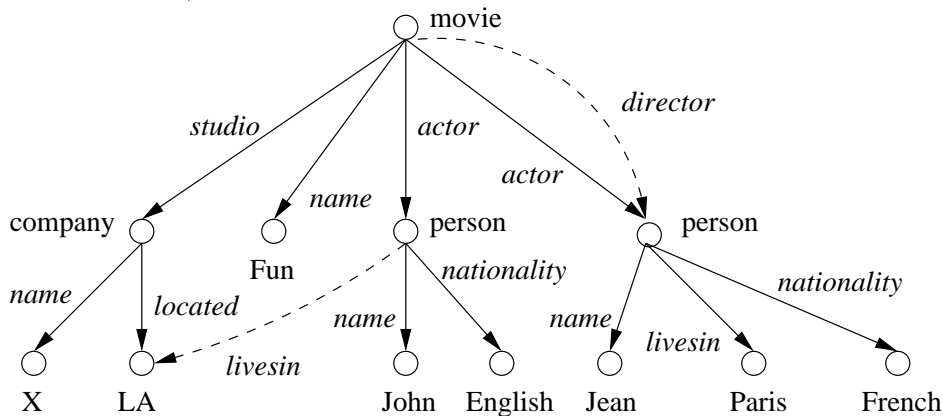 movie
director
studio
actor
actor
name
company
person
person
Fun
nationality
nationality
name
located
name
name
livesin
livesin
X
LA
John
English
Jean
Paris
French